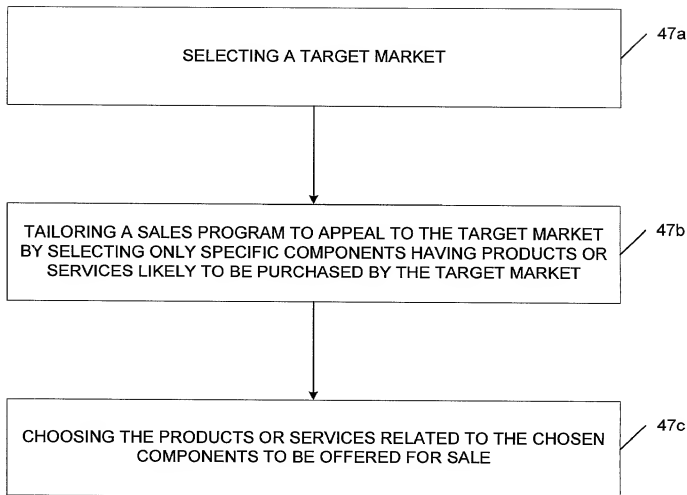 47a
SELECTING A TARGET MARKET
47b
TAILORING A SALES PROGRAM TO APPEAL TO THE TARGET MARKET
BY SELECTING ONLY SPECIFIC COMPONENTS HAVING PRODUCTS OR
SERVICES LIKELY TO BE PURCHASED BY THE TARGET MARKET
47c
CHOOSING THE PRODUCTS OR SERVICES RELATED TO THE CHOSEN
COMPONENTS TO BE OFFERED FOR SALE